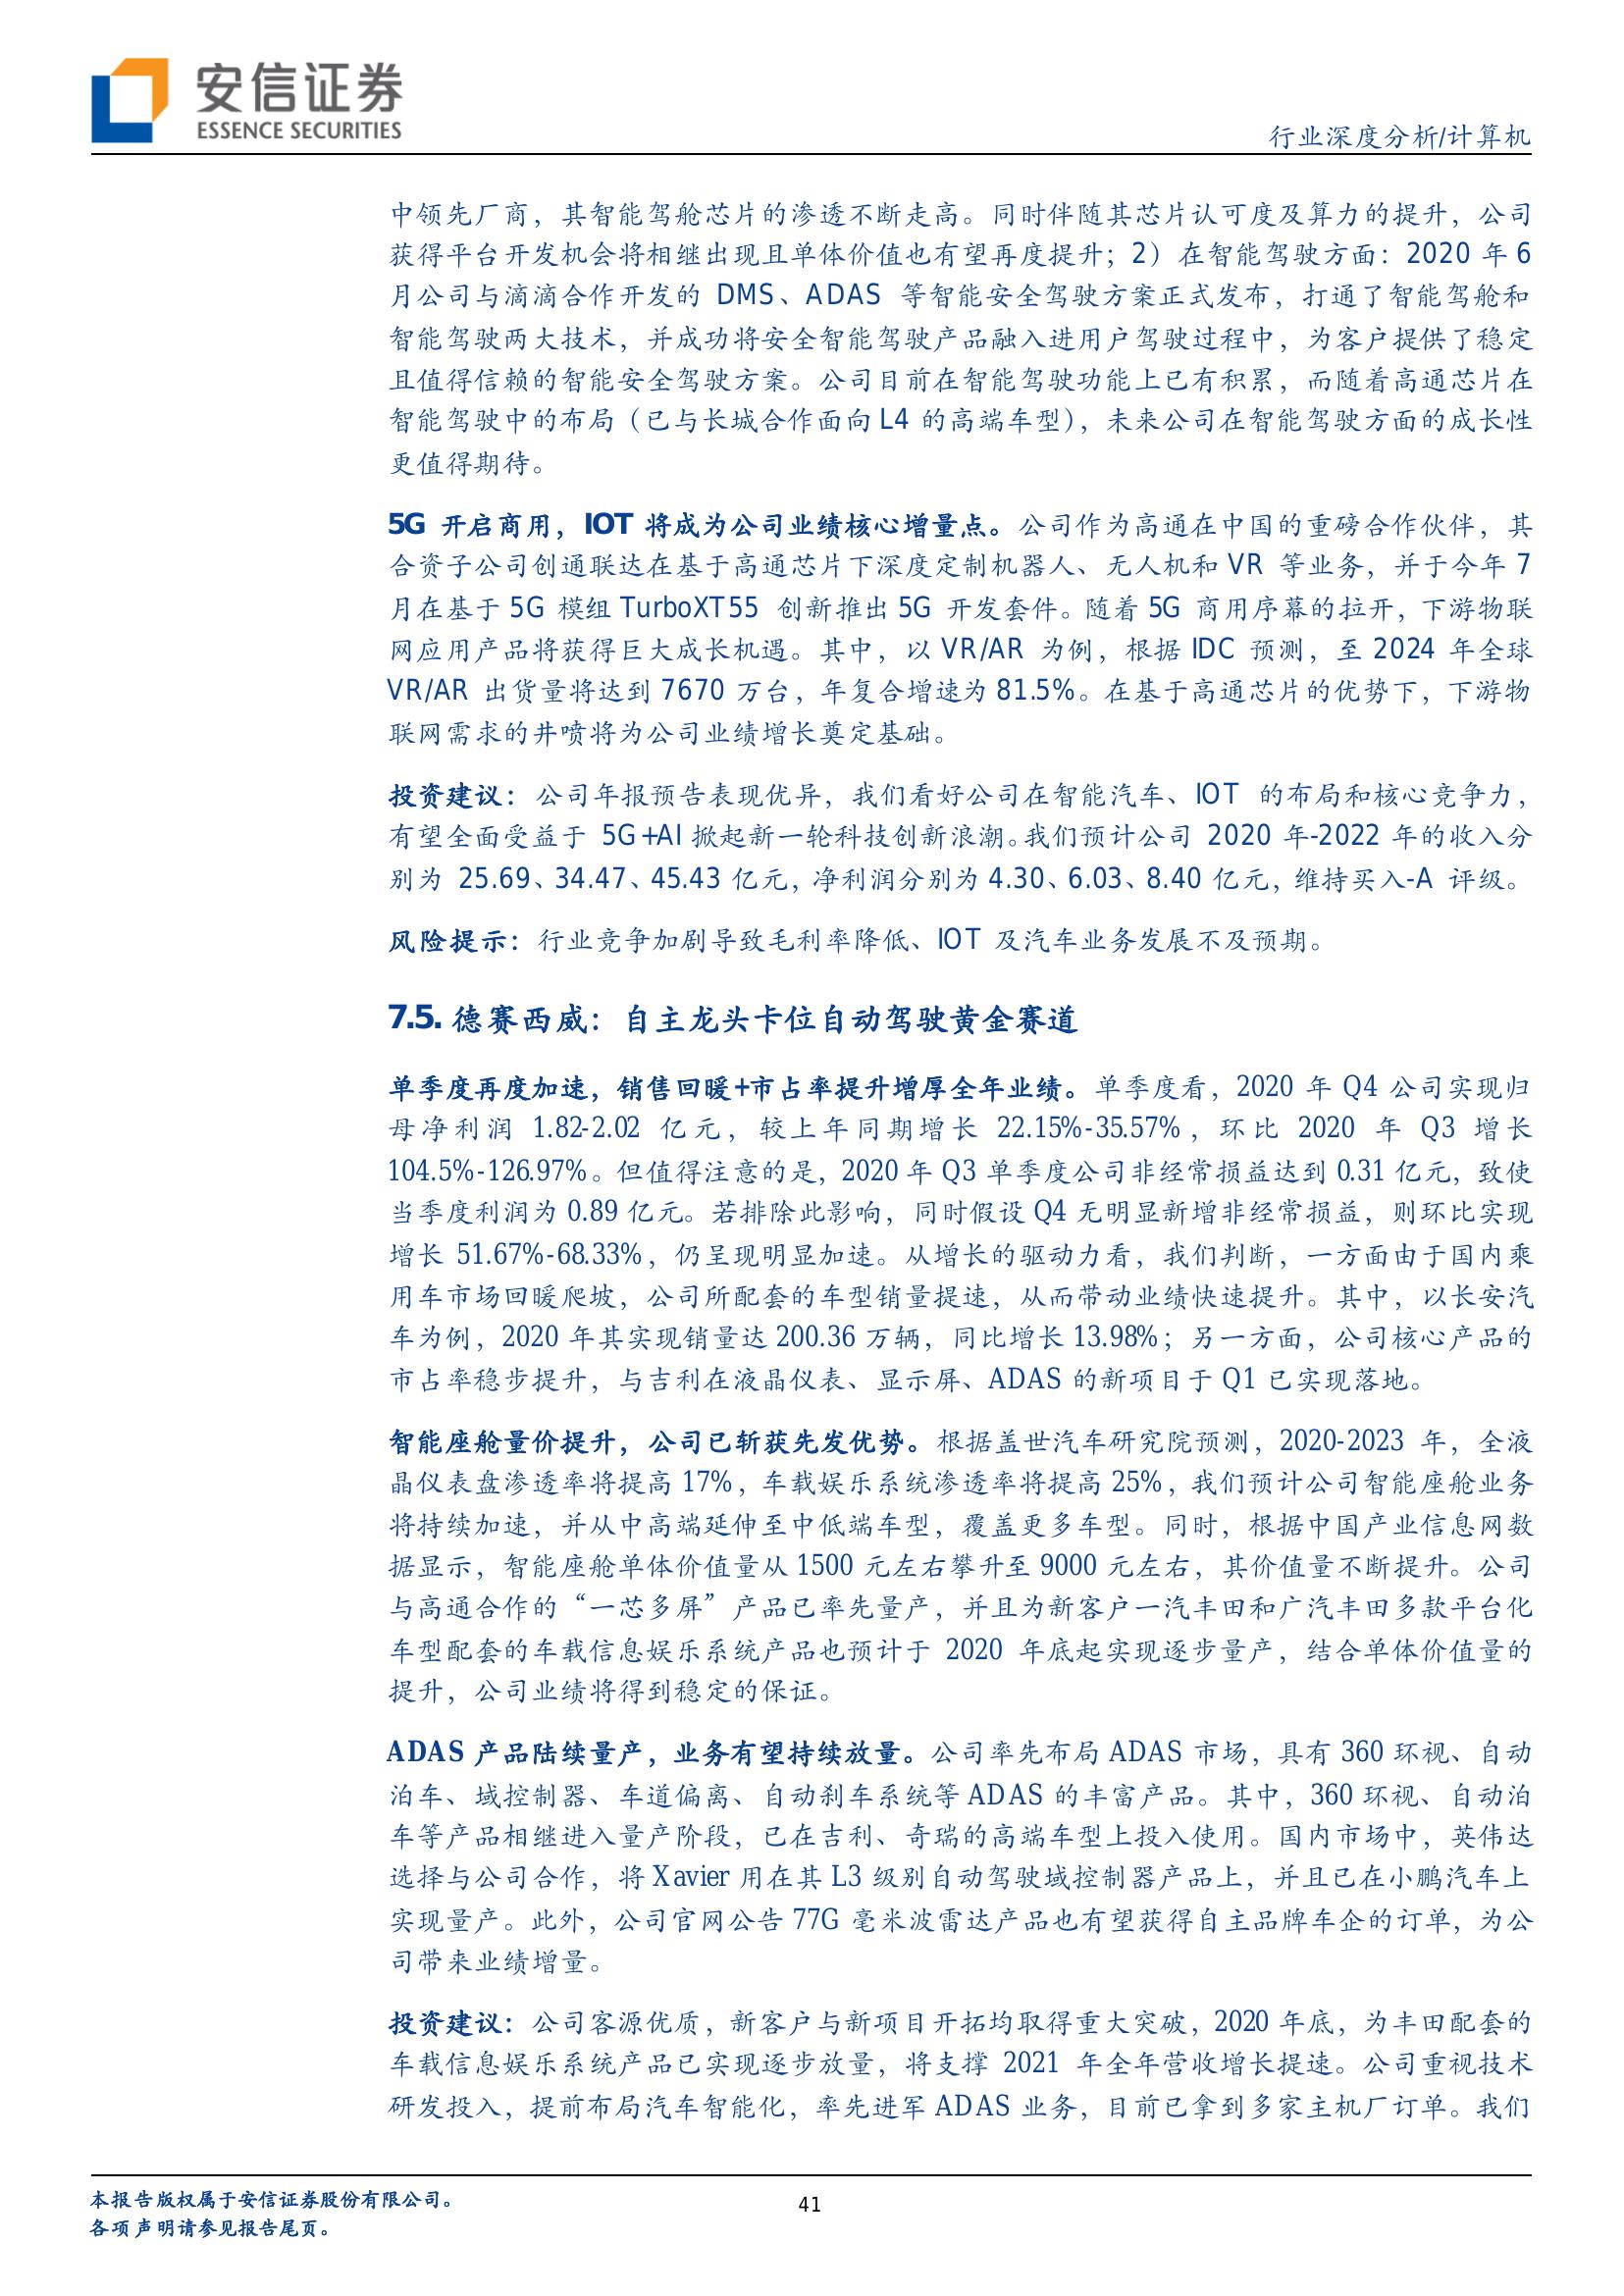 安信证券
ESSENCE SECURITIES
行业深度分析/计算机
中领先厂商，其智能驾舱芯片的渗透不断走高。同时伴随其芯片认可度及算力的提升，公司
获得平台开发机会将相继出现且单体价值也有望再度提升；2）在智能驾驶方面：2020 年 6
月公司与滴滴合作开发的 DMS、ADAS 等智能安全驾驶方案正式发布，打通了智能驾舱和
智能驾驶两大技术，并成功将安全智能驾驶产品融入进用户驾驶过程中，为客户提供了稳定
且值得信赖的智能安全驾驶方案。公司目前在智能驾驶功能上已有积累，而随着高通芯片在
智能驾驶中的布局（已与长城合作面向 L4 的高端车型），未来公司在智能驾驶方面的成长性
更值得期待。
5G 开启商用，IOT 将成为公司业绩核心增量点。公司作为高通在中国的重磅合作伙伴，其
合资子公司创通联达在基于高通芯片下深度定制机器人、无人机和 VR 等业务，并于今年 7
月在基于 5G 模组 TurboXT55 创新推出 5G 开发套件。随着 5G 商用序幕的拉开，下游物联
网应用产品将获得巨大成长机遇。其中，以 VR/AR 为例，根据 IDC 预测，至 2024 年全球
VR/AR 出货量将达到 7670 万台，年复合增速为 81.5%。在基于高通芯片的优势下，下游物
联网需求的井喷将为公司业绩增长奠定基础。
投资建议：公司年报预告表现优异，我们看好公司在智能汽车、IOT 的布局和核心竞争力，
有望全面受益于 5G+AI 掀起新一轮科技创新浪潮。我们预计公司 2020 年-2022 年的收入分
别为 25.69、34.47、45.43 亿元，净利润分别为 4.30、6.03、8.40 亿元，维持买入-A 评级。
风险提示：行业竞争加剧导致毛利率降低、IOT 及汽车业务发展不及预期。
7.5. 德赛西威：自主龙头卡位自动驾驶黄金赛道
单季度再度加速，销售回暖+市占率提升增厚全年业绩。单季度看，2020 年 Q4 公司实现归
母净利润 1.82-2.02 亿元，较上年同期增长 22.15%-35.57%，环比 2020 年 Q3 增长
104.5%-126.97%。但值得注意的是，2020 年 Q3 单季度公司非经常损益达到 0.31 亿元，致使
当季度利润为 0.89 亿元。若排除此影响，同时假设 Q4 无明显新增非经常损益，则环比实现
增长 51.67%-68.33%，仍呈现明显加速。从增长的驱动力看，我们判断，一方面由于国内乘
用车市场回暖爬坡，公司所配套的车型销量提速，从而带动业绩快速提升。其中，以长安汽
车为例，2020 年其实现销量达 200.36 万辆，同比增长 13.98%；另一方面，公司核心产品的
市占率稳步提升，与吉利在液晶仪表、显示屏、ADAS 的新项目于 Q1 已实现落地。
智能座舱量价提升，公司已斩获先发优势。根据盖世汽车研究院预测，2020-2023 年，全液
晶仪表盘渗透率将提高 17%，车载娱乐系统渗透率将提高 25%，我们预计公司智能座舱业务
将持续加速，并从中高端延伸至中低端车型，覆盖更多车型。同时，根据中国产业信息网数
据显示，智能座舱单体价值量从 1500 元左右攀升至 9000 元左右，其价值量不断提升。公司
与高通合作的“一芯多屏”产品已率先量产，并且为新客户一汽丰田和广汽丰田多款平台化
车型配套的车载信息娱乐系统产品也预计于 2020 年底起实现逐步量产，结合单体价值量的
提升，公司业绩将得到稳定的保证。
ADAS 产品陆续量产，业务有望持续放量。公司率先布局 ADAS 市场，具有 360 环视、自动
泊车、域控制器、车道偏离、自动刹车系统等 ADAS 的丰富产品。其中，360 环视、自动泊
车等产品相继进入量产阶段，已在吉利、奇瑞的高端车型上投入使用。国内市场中，英伟达
选择与公司合作，将 Xavier 用在其 L3 级别自动驾驶域控制器产品上，并且已在小鹏汽车上
实现量产。此外，公司官网公告 77G 毫米波雷达产品也有望获得自主品牌车企的订单，为公
司带来业绩增量。
投资建议：公司客源优质，新客户与新项目开拓均取得重大突破，2020 年底，为丰田配套的
车载信息娱乐系统产品已实现逐步放量，将支撑 2021 年全年营收增长提速。公司重视技术
研发投入，提前布局汽车智能化，率先进军 ADAS 业务，目前已拿到多家主机厂订单。我们
本报告版权属于安信证券股份有限公司。
各项声明请参见报告尾页。
41